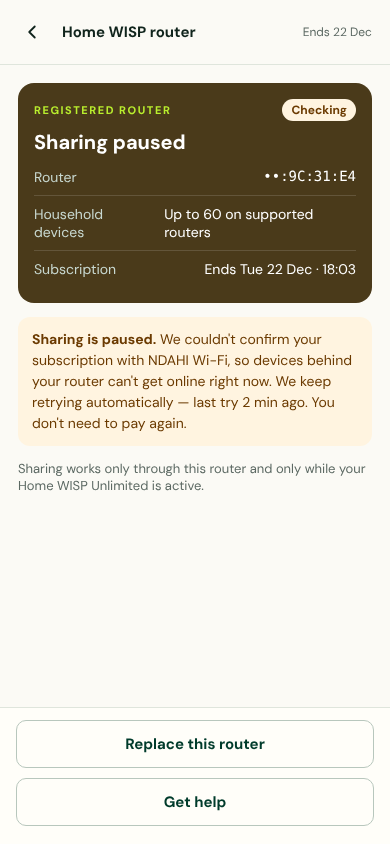 Home WISP router
Ends 22 Dec
REGISTERED ROUTER
Checking
Sharing paused
Router
••:9C:31:E4
Household devices
Up to 60 on supported routers
Subscription
Ends Tue 22 Dec · 18:03
Sharing is paused. We couldn't confirm your
subscription with NDAHI Wi-Fi, so devices behind
your router can't get online right now. We keep
retrying automatically — last try 2 min ago. You
don't need to pay again.
Sharing works only through this router and only while your
Home WISP Unlimited is active.
Replace this router
Get help